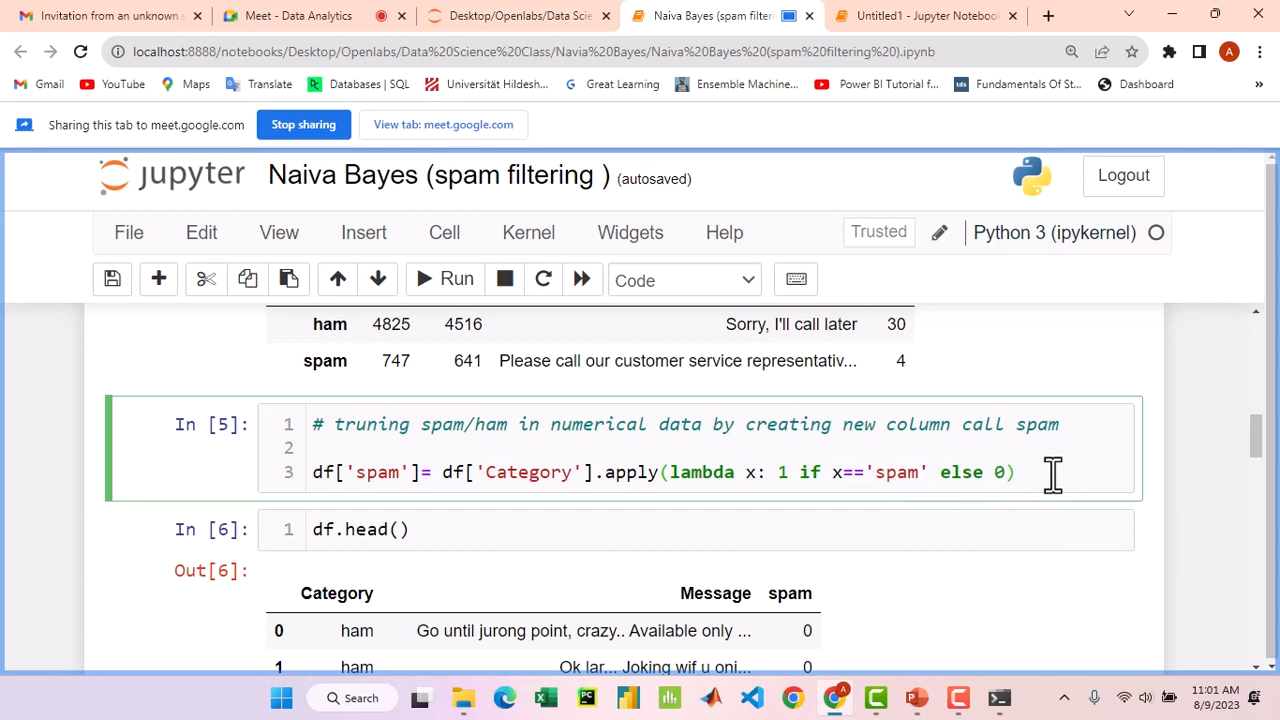 Invitation from an unknown s
Meet - Data Analytics
Desktop/Openlabs/Data Scie
Naiva Bayes (spam filteri
Untitled1 - Jupyter Notebook
localhost:8888/notebooks/Desktop/Openlabs/Data%20Science%20Class/Navia%20Bayes/Naiva%20Bayes%20(spam%20filtering%20).ipynb
A
Gmail
YouTube
Maps
Translate
Databases | SQL
Universität Hildesh...
Great Learning
Ensemble Machine...
Power BI Tutorial f...
Fundamentals Of St...
Dashboard
»
Sharing this tab to meet.google.com
Stop sharing
View tab: meet.google.com
jupyter
Naiva Bayes (spam filtering ) (autosaved)
Logout
File
Edit
View
Insert
Cell
Kernel
Widgets
Help
Trusted
Python 3 (ipykernel)
Run
Code
ham 4825 4516 Sorry, I'll call later 30
spam 747 641 Please call our customer service representativ... 4
In [5]:
1 # truning spam/ham in numerical data by creating new column call spam
2
3 df['spam']= df['Category'].apply(lambda x: 1 if x=='spam' else 0)
In [6]:
1 df.head()
Out[6]:
Category Message spam
0 ham Go until jurong point, crazy.. Available only ... 0
1 ham Ok lar... Joking wif u oni... 0
Search
11:01 AM
8/9/2023